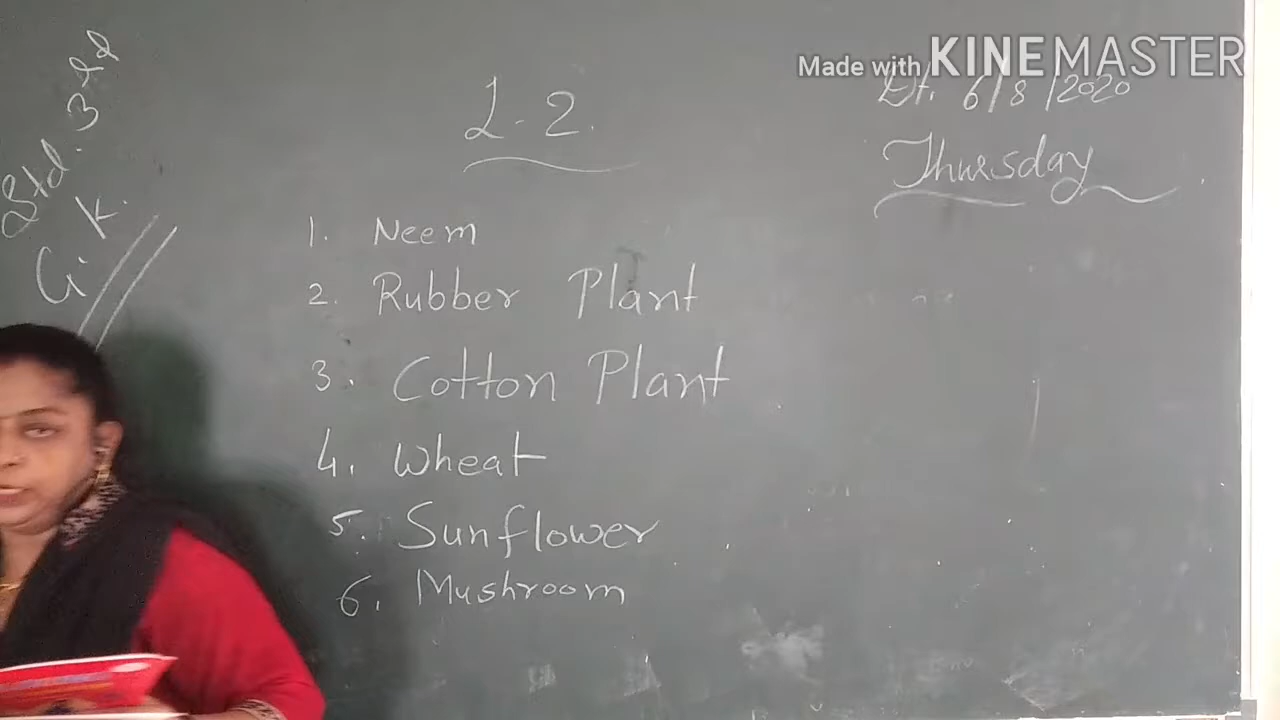 Made with KINEMASTER
Std. 3rd
G.K.
L-2.
Dt. 6/8/2020
Thursday
1. Neem
2. Rubber Plant
3. Cotton Plant
4. Wheat
5. Sunflower
6. Mushroom